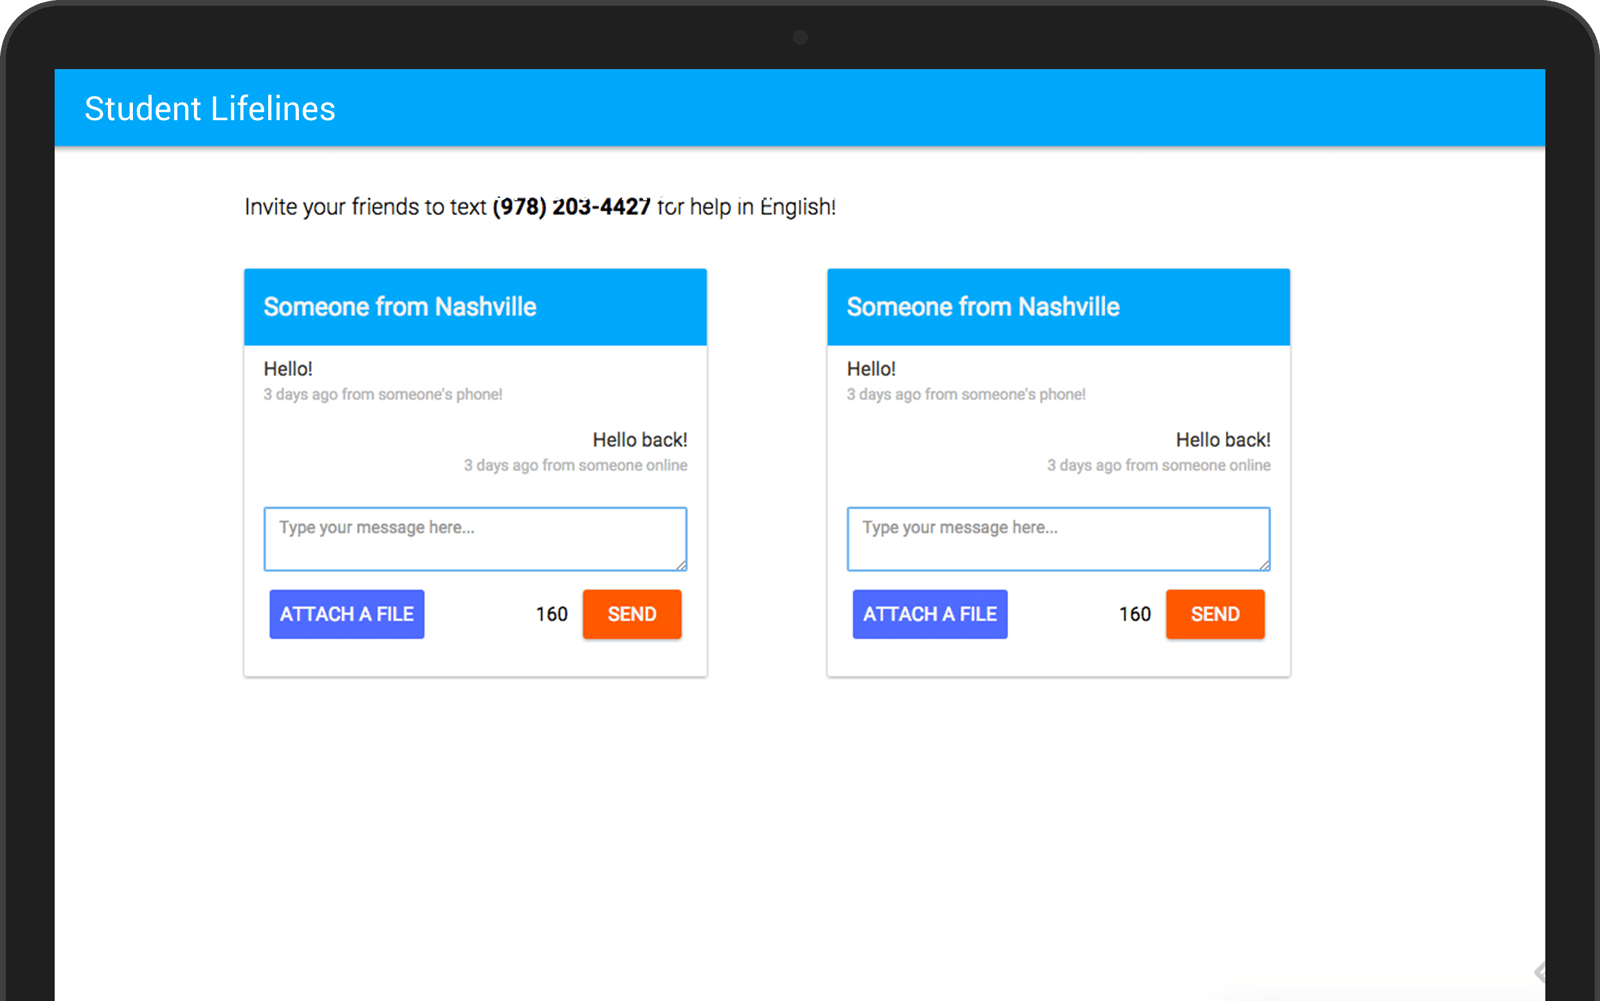 Student Lifelines
Invite your friends to text (978) 203-4427 for help in English!
Someone from Nashville
Hello!
3 days ago from someone's phone!
Hello back!
3 days ago from someone online
Type your message here...
ATTACH A FILE
160
SEND
Someone from Nashville
Hello!
3 days ago from someone's phone!
Hello back!
3 days ago from someone online
Type your message here...
ATTACH A FILE
160
SEND